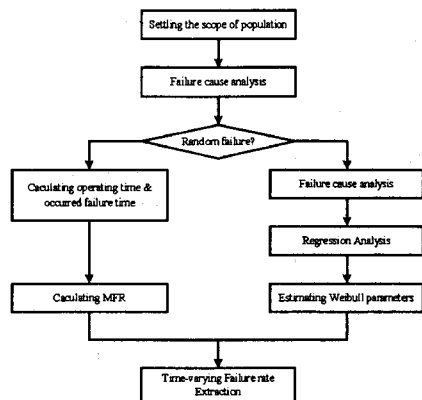 Settling the scope of population
Failure cause analysis
Random failure?
Caculating operating time &
occurred failure time
Failure cause analysis
Regression Analysis
Caculating MFR
Estimating Weibull parameters
Time-varying Failure rate
Extraction